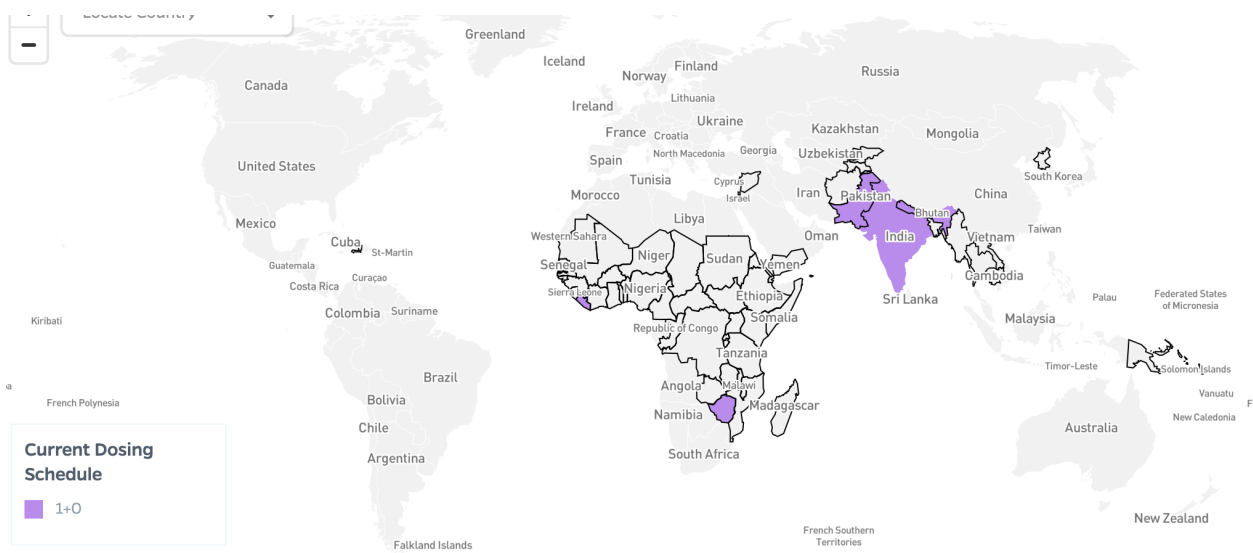 Locate Country
Greenland
Iceland
Finland
Norway
Russia
Canada
Lithuania
Ireland
Ukraine
Kazakhstan
France
Croatia
Mongolia
Georgia
Uzbekistan
North Macedonia
Spain
United States
South Korea
Tunisia
Cyprus
Iran
Pakistan
China
Morocco
Israel
Bhutan
Libya
Mexico
Taiwan
Western Sahara
Oman
India
Vietnam
Cuba
St-Martin
Niger
Sudan
Yemen
Guatemala
Senegal
Cambodia
Curaçao
Costa Rica
Sierra Leone
Nigeria
Ethiopia
Sri Lanka
Palau
Federated States
of Micronesia
Colombia
Suriname
Somalia
Malaysia
Kiribati
Republic of Congo
Tanzania
Timor-Leste
Solomon Islands
Brazil
Angola
Malawi
Vanuatu
French Polynesia
Bolivia
Namibia
Madagascar
New Caledonia
F
Chile
Australia
Current Dosing
Schedule
Argentina
South Africa
1+0
New Zealand
French Southern
Territories
Falkland Islands